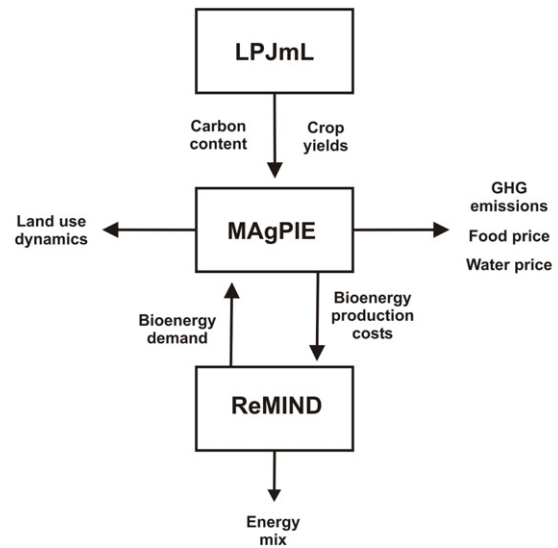 LPJmL
Carbon
content
Crop
yields
Land use
dynamics
MAgPIE
GHG
emissions
Food price
Water price
Bioenergy
demand
Bioenergy
production
costs
ReMIND
Energy
mix